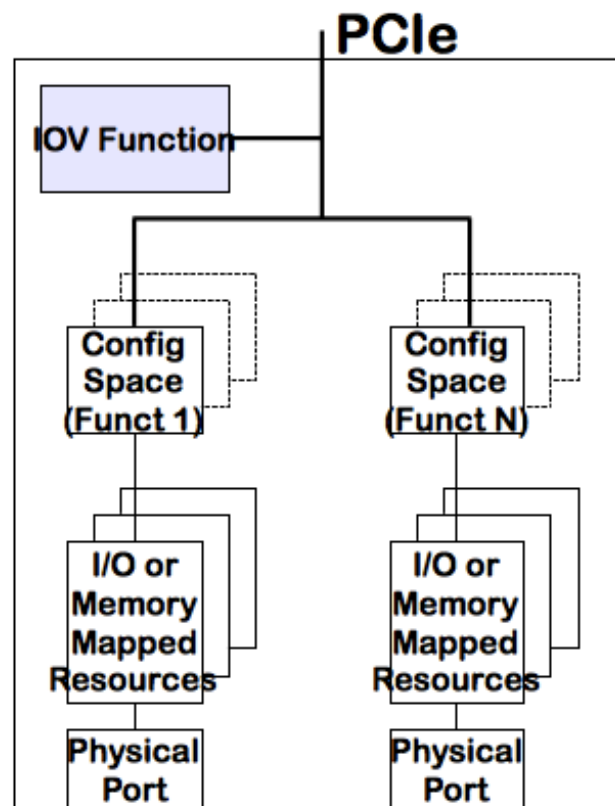 PCIe
IOV Function
Config
Space
(Funct 1)
Config
Space
(Funct N)
I/O or
Memory
Mapped
Resources
I/O or
Memory
Mapped
Resources
Physical
Port
Physical
Port